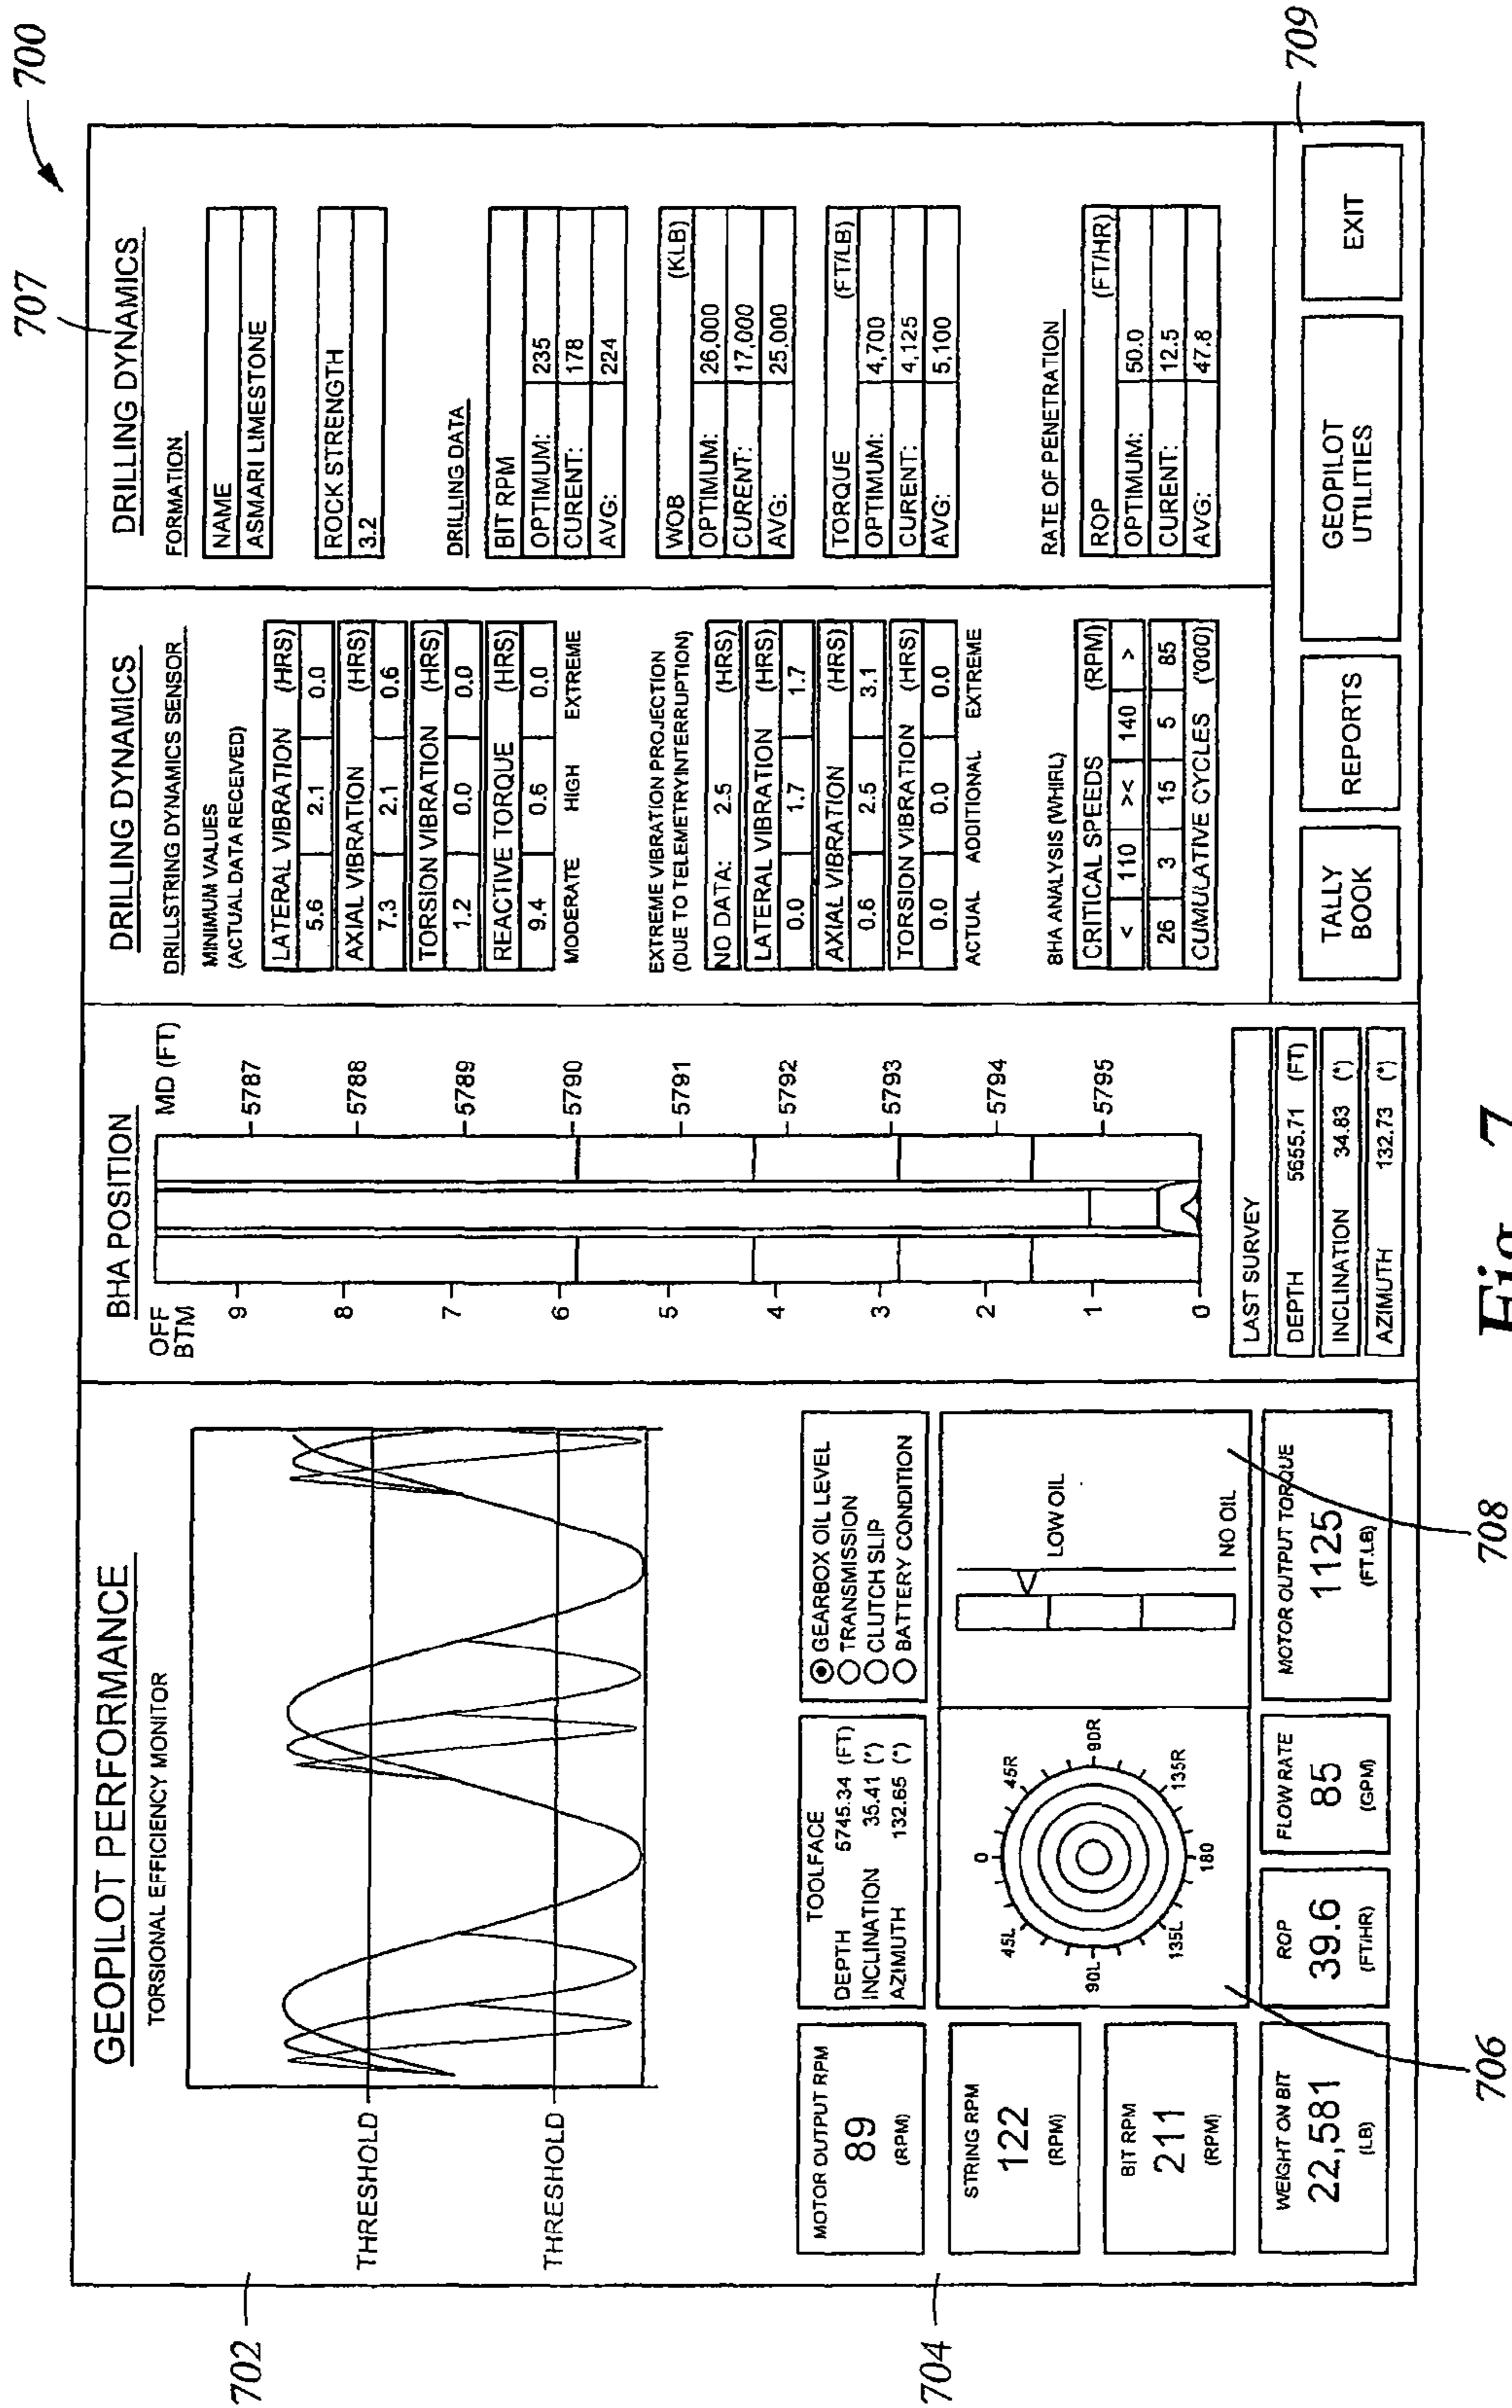 700
707
702
704
706
708
709
GEOPILOT PERFORMANCE
TORSIONAL EFFICIENCY MONITOR
THRESHOLD
THRESHOLD
MOTOR OUTPUT RPM
89
(RPM)
STRING RPM
122
(RPM)
BIT RPM
211
(RPM)
WEIGHT ON BIT
22,581
(LB)
TOOLFACE
DEPTH 5745.34 (FT)
INCLINATION 35.41 (°)
AZIMUTH 132.65 (°)
0
45L
45R
90L
90R
135L
135R
180
ROP
39.6
(FT/HR)
FLOW RATE
85
(GPM)
GEARBOX OIL LEVEL
TRANSMISSION
CLUTCH SLIP
BATTERY CONDITION
LOW OIL
NO OIL
MOTOR OUTPUT TORQUE
1125
(FT.LB)
BHA POSITION
OFF BTM
MD (FT)
9
8
7
6
5
4
3
2
1
0
5787
5788
5789
5790
5791
5792
5793
5794
5795
LAST SURVEY
DEPTH 5655.71 (FT)
INCLINATION 34.83 (°)
AZIMUTH 132.73 (°)
DRILLING DYNAMICS
DRILLSTRING DYNAMICS SENSOR
MINIMUM VALUES
(ACTUAL DATA RECEIVED)
LATERAL VIBRATION (HRS)
5.6 2.1 0.0
AXIAL VIBRATION (HRS)
7.3 2.1 0.6
TORSION VIBRATION (HRS)
1.2 0.0 0.0
REACTIVE TORQUE (HRS)
9.4 0.6 0.0
MODERATE HIGH EXTREME
EXTREME VIBRATION PROJECTION
(DUE TO TELEMETRYINTERRUPTION)
NO DATA: 2.5 (HRS)
LATERAL VIBRATION (HRS)
0.0 1.7 1.7
AXIAL VIBRATION (HRS)
0.6 2.5 3.1
TORSION VIBRATION (HRS)
0.0 0.0 0.0
ACTUAL ADDITIONAL EXTREME
BHA ANALYSIS (WHIRL)
CRITICAL SPEEDS (RPM)
< 110 >< 140 >
26 3 15 5 85
CUMULATIVE CYCLES ('000)
DRILLING DYNAMICS
FORMATION
NAME
ASMARI LIMESTONE
ROCK STRENGTH
3.2
DRILLING DATA
BIT RPM
OPTIMUM: 235
CURENT: 178
AVG: 224
WOB (KLB)
OPTIMUM: 26,000
CURENT: 17,000
AVG: 25,000
TORQUE (FT/LB)
OPTIMUM: 4,700
CURENT: 4,125
AVG: 5,100
RATE OF PENETRATION
ROP (FT/HR)
OPTIMUM: 50.0
CURENT: 12.5
AVG: 47.8
TALLY BOOK
REPORTS
GEOPILOT UTILITIES
EXIT
Fig. 7